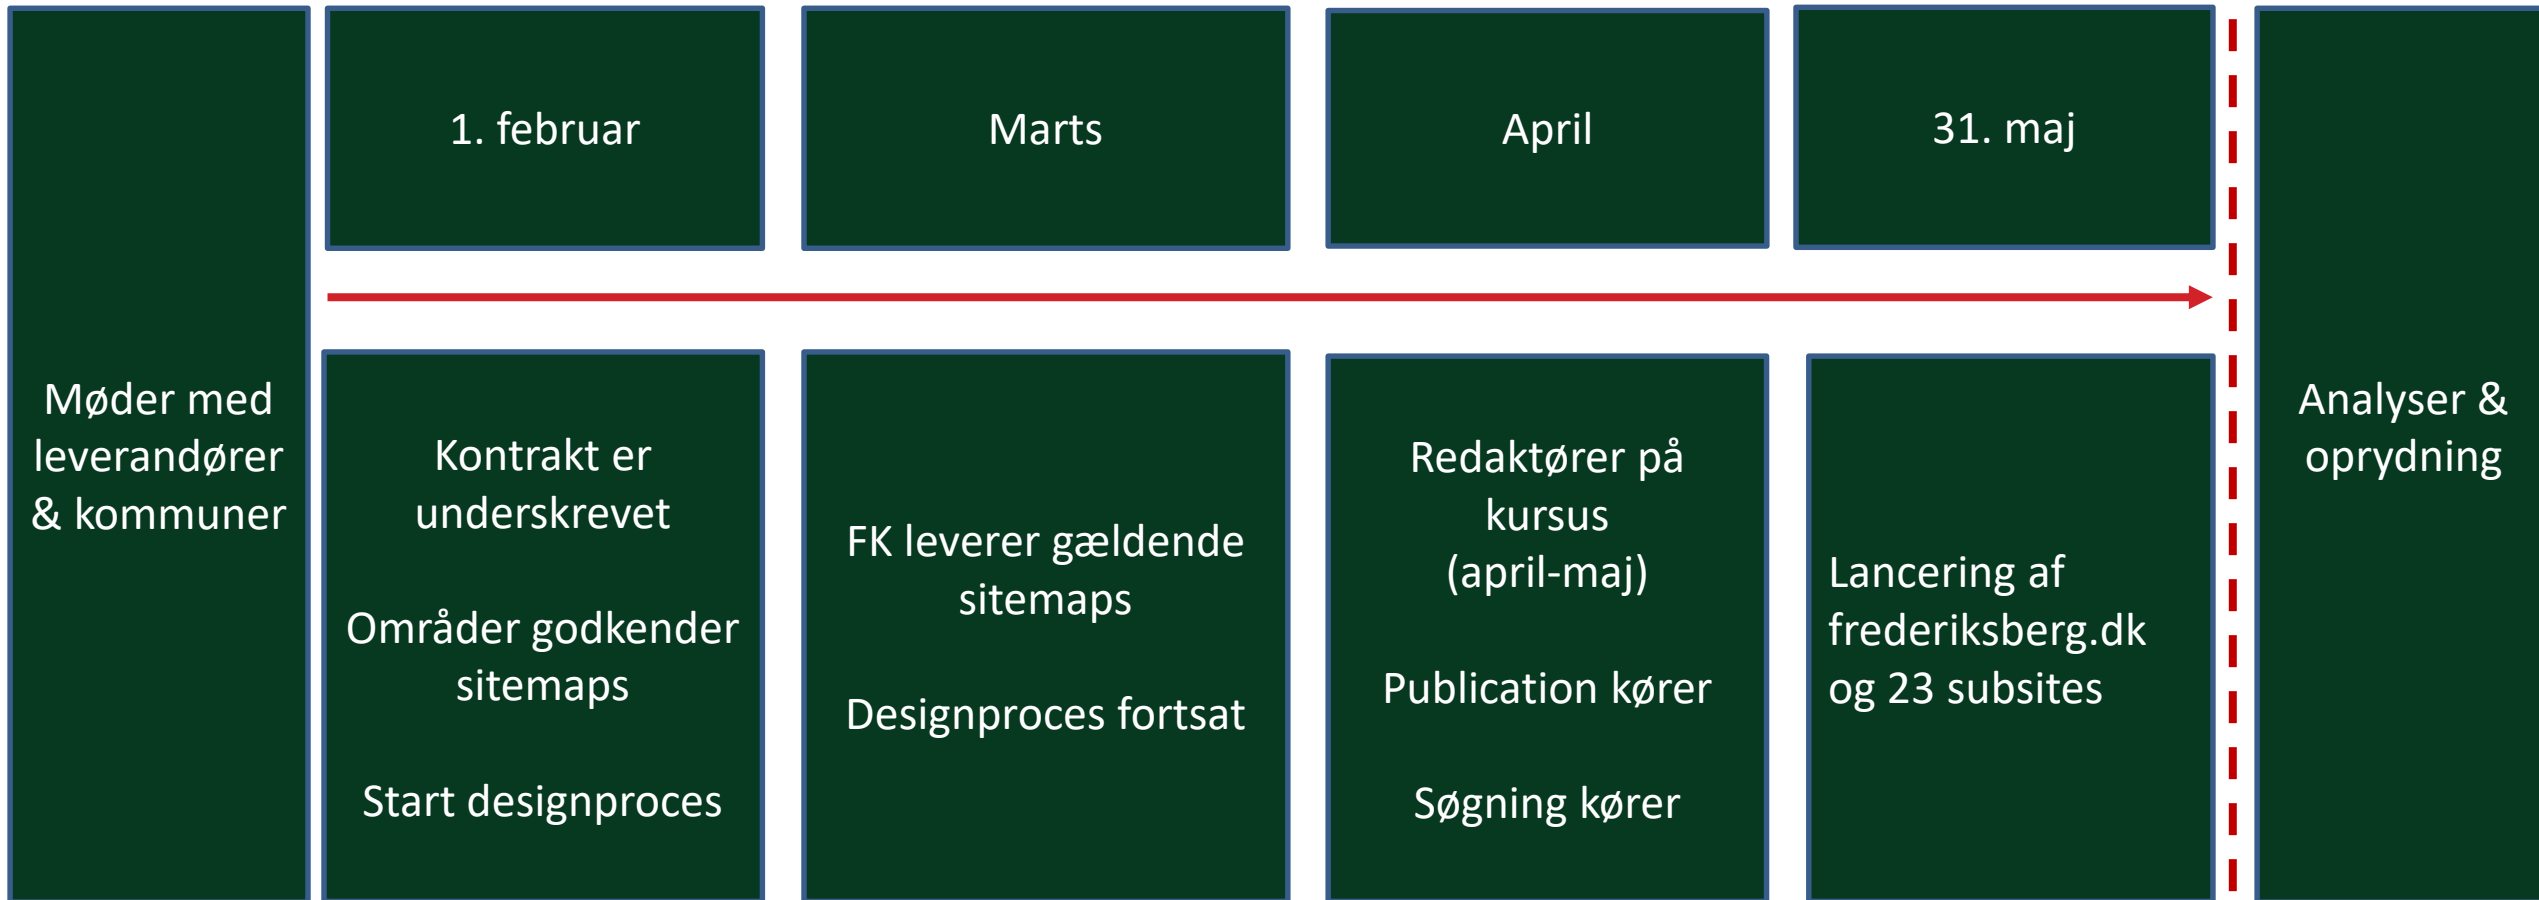 Møder med
leverandører
& kommuner
1. februar
Marts
April
31. maj
Kontrakt er
underskrevet
Områder godkender
sitemaps
Start designproces
FK leverer gældende
sitemaps
Designproces fortsat
Redaktører på
kursus
(april-maj)
Publication kører
Søgning kører
Lancering af
frederiksberg.dk
og 23 subsites
Analyser &
oprydning